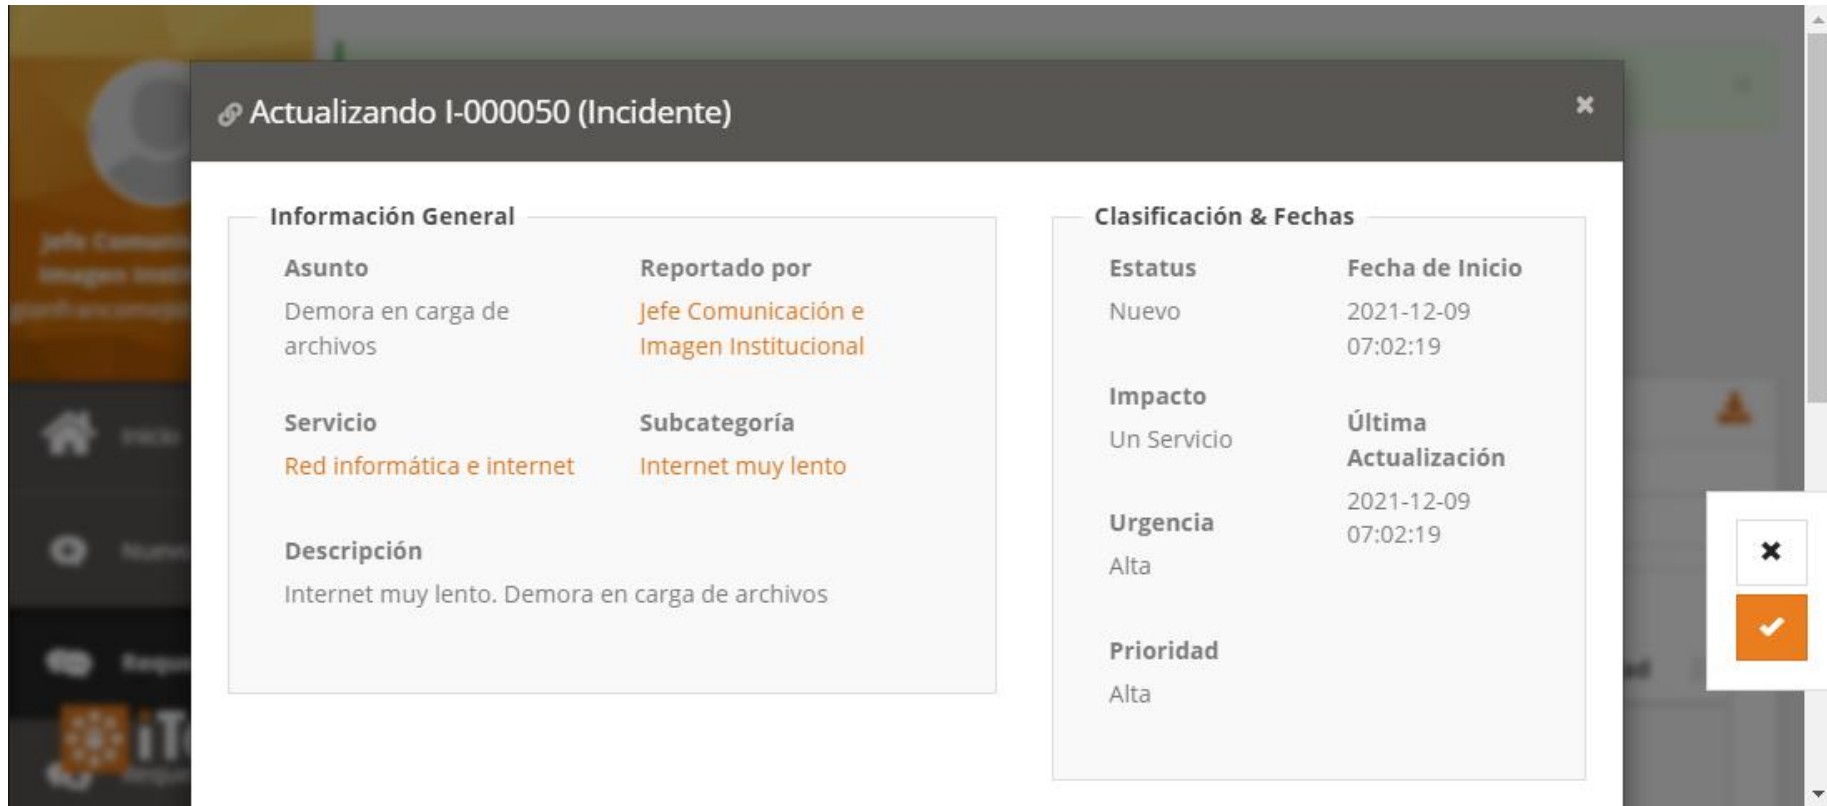 Actualizando I-000050 (Incidente)
Información General
Asunto
Demora en carga de
archivos
Reportado por
Jefe Comunicación e
Imagen Institucional
Servicio
Red informática e internet
Subcategoría
Internet muy lento
Descripción
Internet muy lento. Demora en carga de archivos
Clasificación & Fechas
Estatus
Nuevo
Fecha de Inicio
2021-12-09
07:02:19
Impacto
Un Servicio
Última
Actualización
2021-12-09
07:02:19
Urgencia
Alta
Prioridad
Alta
Inicio